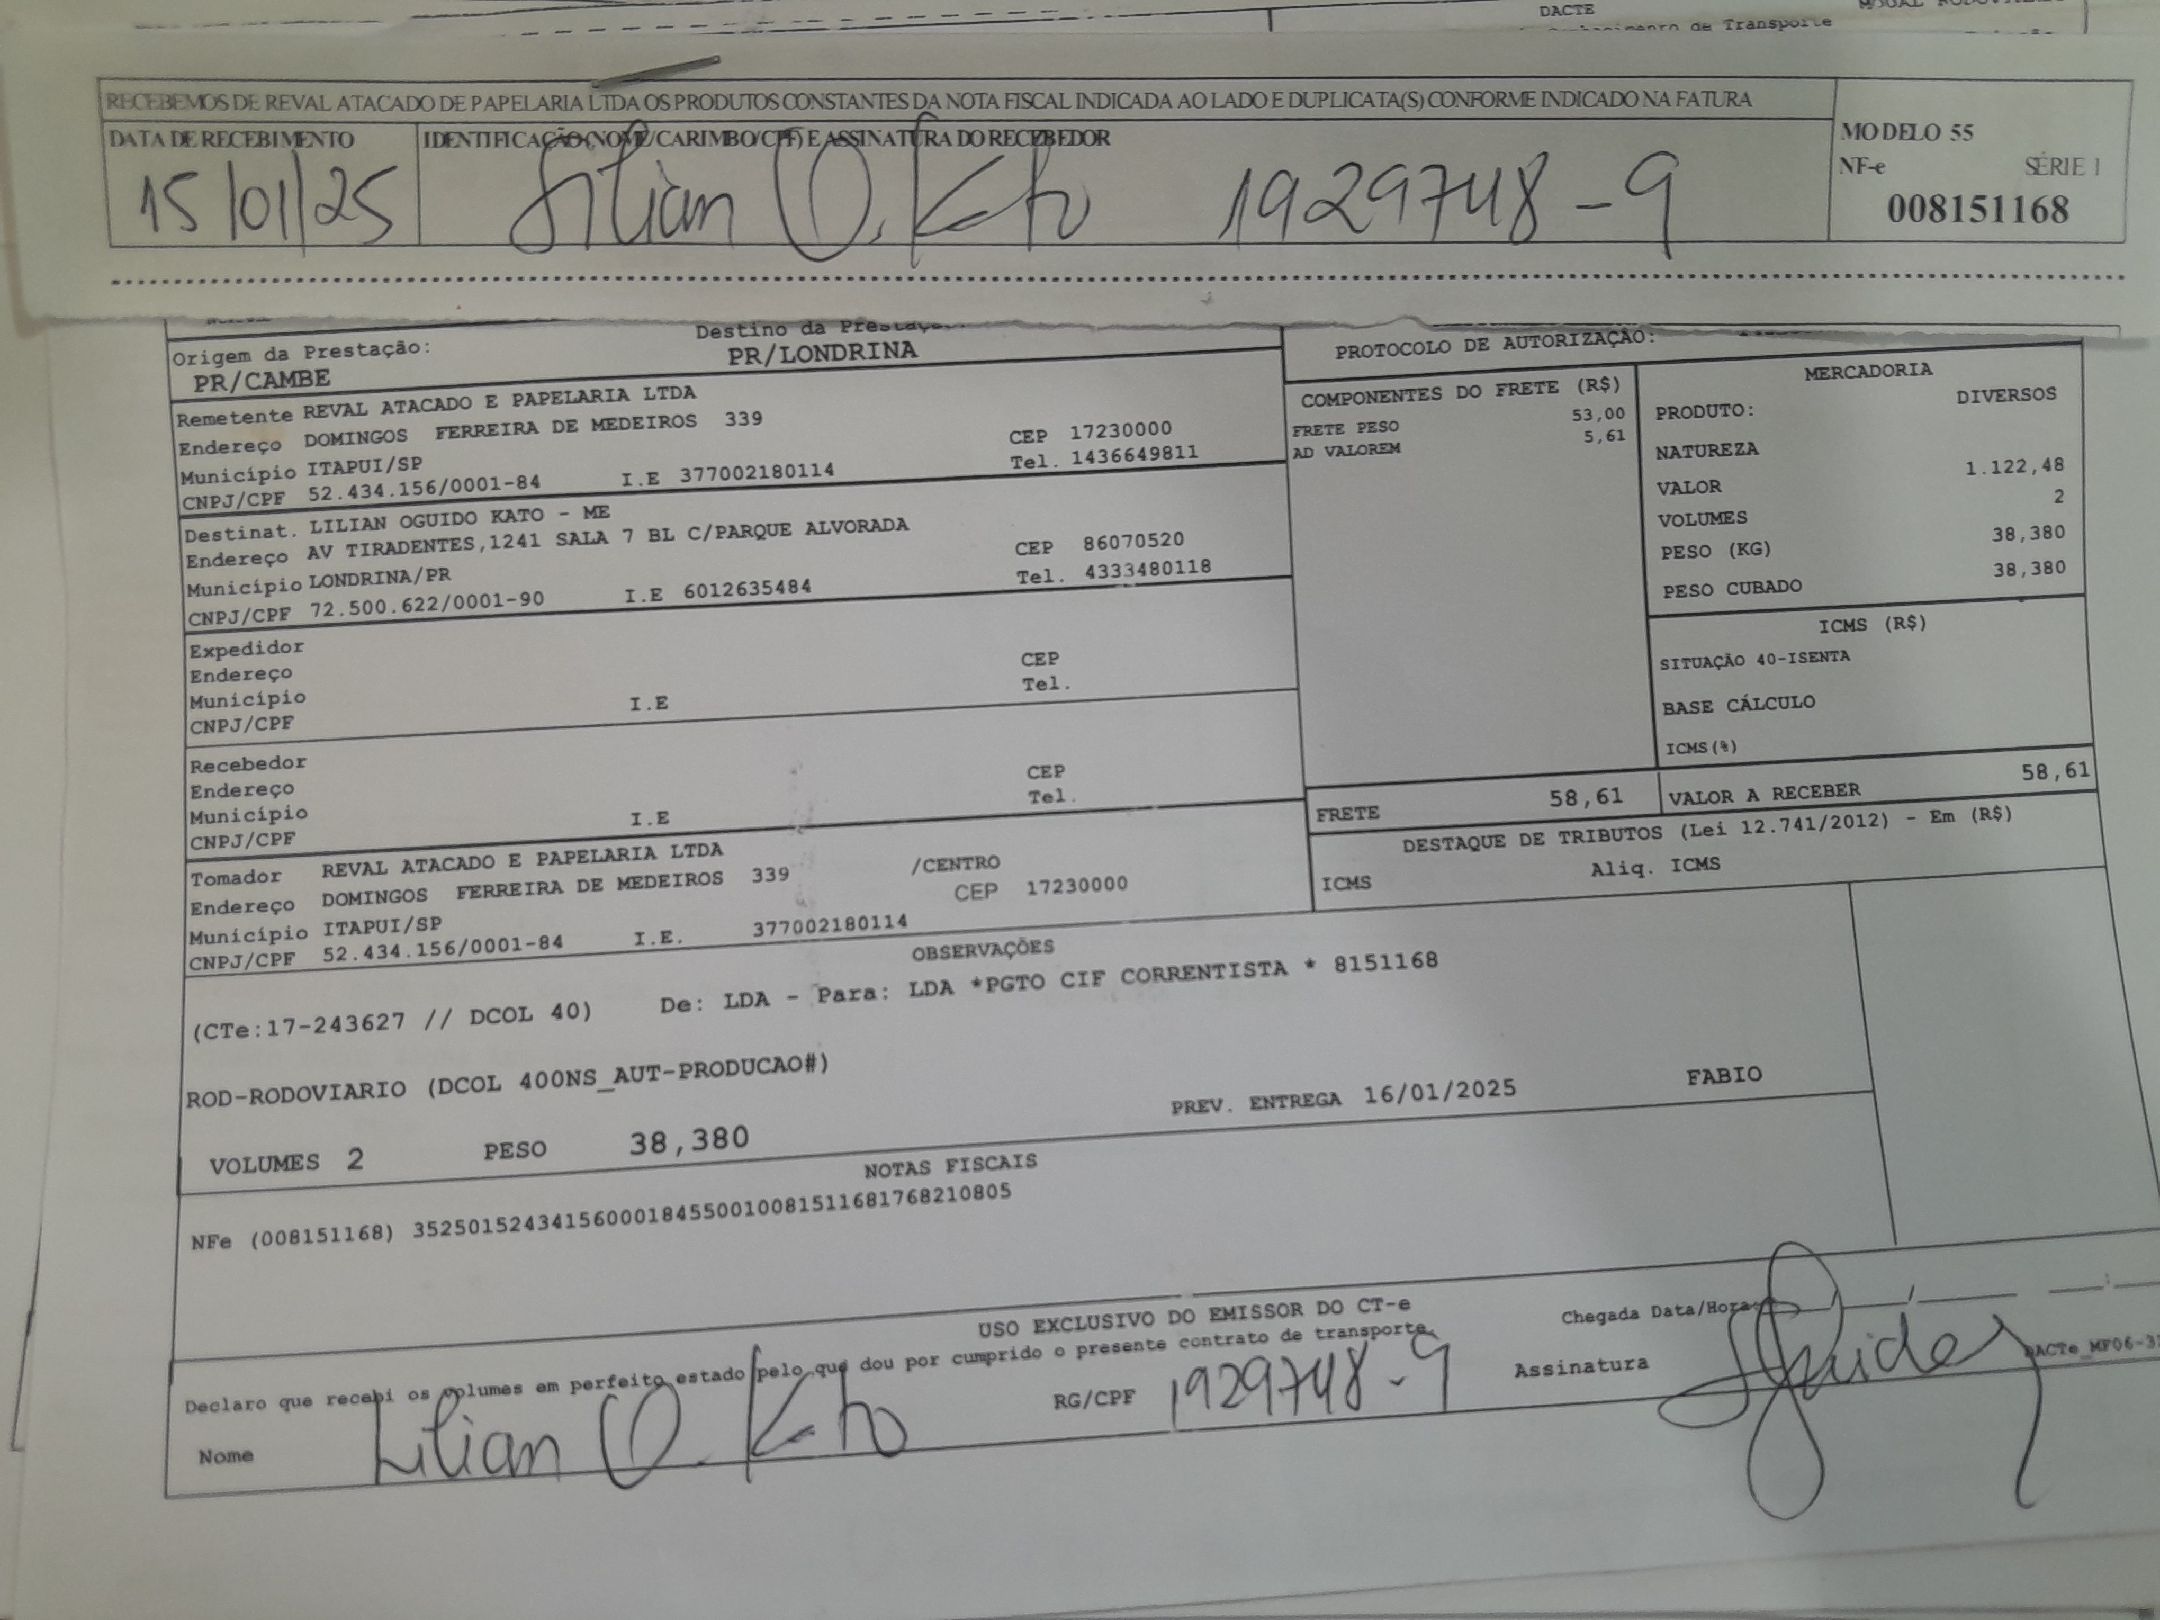 DACTE
de Transporte
RECEBEMOS DE REVAL ATACADO DE PAPELARIA LTDA OS PRODUTOS CONSTANTES DA NOTA FISCAL INDICADA AO LADO E DUPLICATA(S) CONFORME INDICADO NA FATURA
DATA DE RECEBIMENTO IDENTIFICAÇÃO (NOME/CARIMBO/CPF) E ASSINATURA DO RECEBEDOR
15/01/25 Lilian O. Kato 1929748-9
MODELO 55
NF-e SÉRIE 1
008151168
Origem da Prestação:
PR/CAMBE
Destino da
PR/LONDRINA
PROTOCOLO DE AUTORIZAÇÃO:
Remetente REVAL ATACADO E PAPELARIA LTDA
Endereço DOMINGOS FERREIRA DE MEDEIROS 339
Município ITAPUI/SP CEP 17230000
CNPJ/CPF 52.434.156/0001-84 I.E 377002180114 Tel. 1436649811
Destinat. LILIAN OGUIDO KATO - ME
Endereço AV TIRADENTES,1241 SALA 7 BL C/PARQUE ALVORADA
Município LONDRINA/PR CEP 86070520
CNPJ/CPF 72.500.622/0001-90 I.E 6012635484 Tel. 4333480118
Expedidor
Endereço
Município CEP
CNPJ/CPF I.E Tel.
Recebedor
Endereço
Município CEP
CNPJ/CPF I.E Tel.
Tomador REVAL ATACADO E PAPELARIA LTDA
Endereço DOMINGOS FERREIRA DE MEDEIROS 339 /CENTRO
Município ITAPUI/SP CEP 17230000
CNPJ/CPF 52.434.156/0001-84 I.E. 377002180114
COMPONENTES DO FRETE (R$)
FRETE PESO 53,00
AD VALOREM 5,61
MERCADORIA
PRODUTO: DIVERSOS
NATUREZA
VALOR 1.122,48
VOLUMES 2
PESO (KG) 38,380
PESO CUBADO 38,380
ICMS (R$)
SITUAÇÃO 40-ISENTA
BASE CÁLCULO
ICMS(%)
FRETE 58,61 VALOR A RECEBER 58,61
DESTAQUE DE TRIBUTOS (Lei 12.741/2012) - Em (R$)
ICMS Aliq. ICMS
OBSERVAÇÕES
(CTe:17-243627 // DCOL 40) De: LDA - Para: LDA *PGTO CIF CORRENTISTA * 8151168
ROD-RODOVIARIO (DCOL 400NS_AUT-PRODUCAO#)
VOLUMES 2 PESO 38,380 PREV. ENTREGA 16/01/2025 FABIO
NOTAS FISCAIS
NFe (008151168) 35250152434156000184550010081511681768210805
USO EXCLUSIVO DO EMISSOR DO CT-e
Declaro que recebi os volumes em perfeito estado pelo que dou por cumprido o presente contrato de transporte.
Chegada Data/Hora
Nome Lilian O. Kato RG/CPF 1929748-9 Assinatura